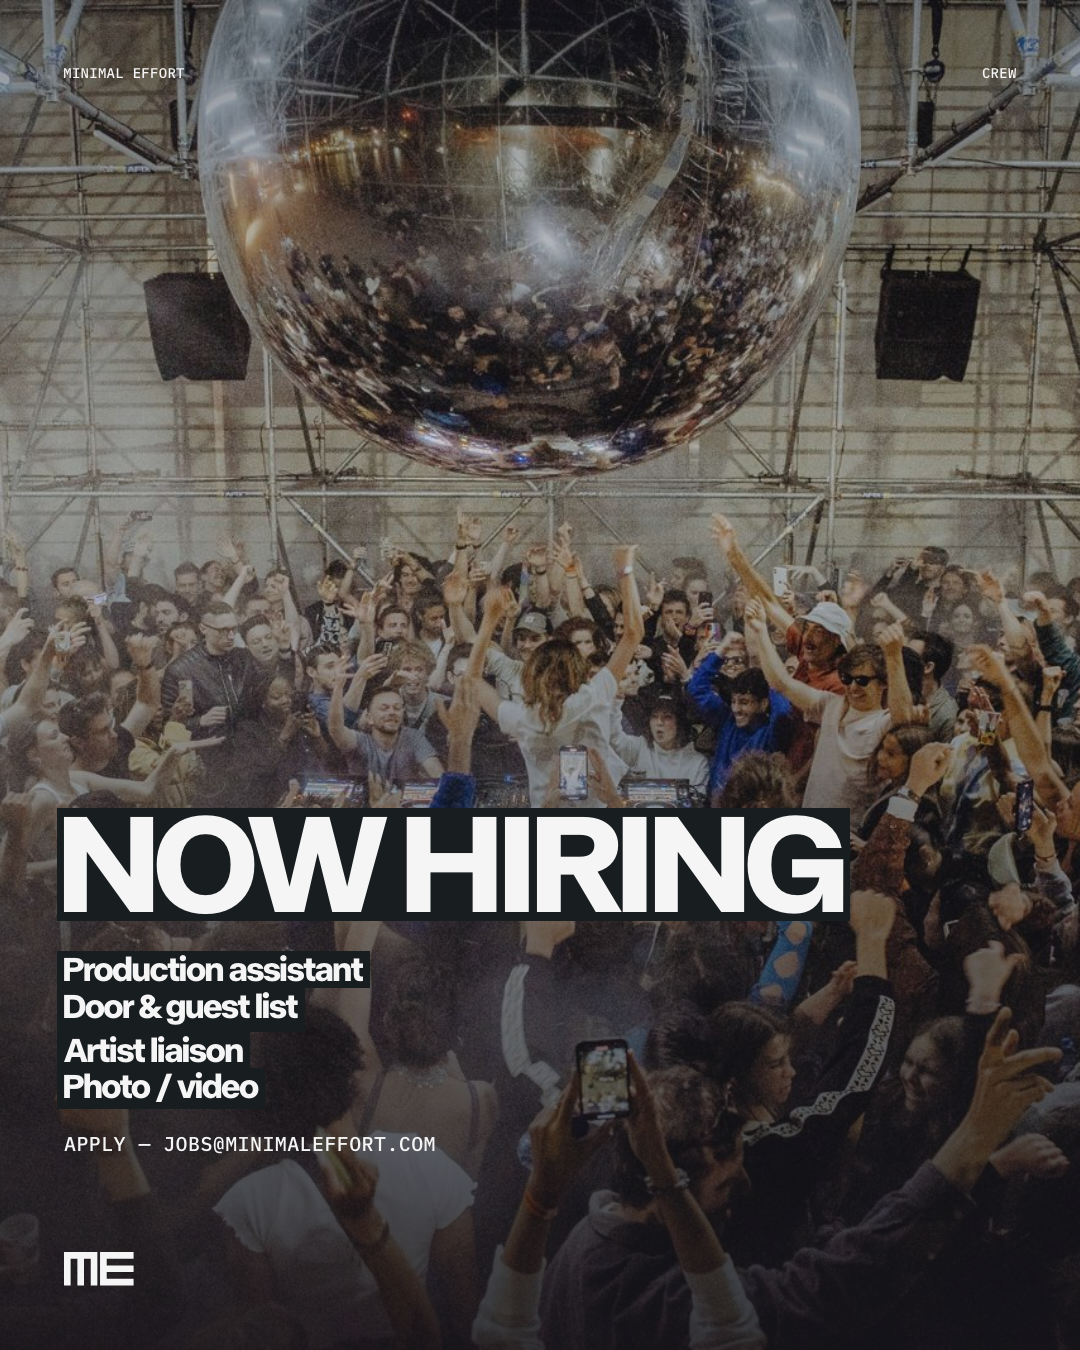 MINIMAL EFFORT
CREW
NOW HIRING
Production assistant
Door & guest list
Artist liaison
Photo / video
APPLY — JOBS@MINIMALEFFORT.COM
ME